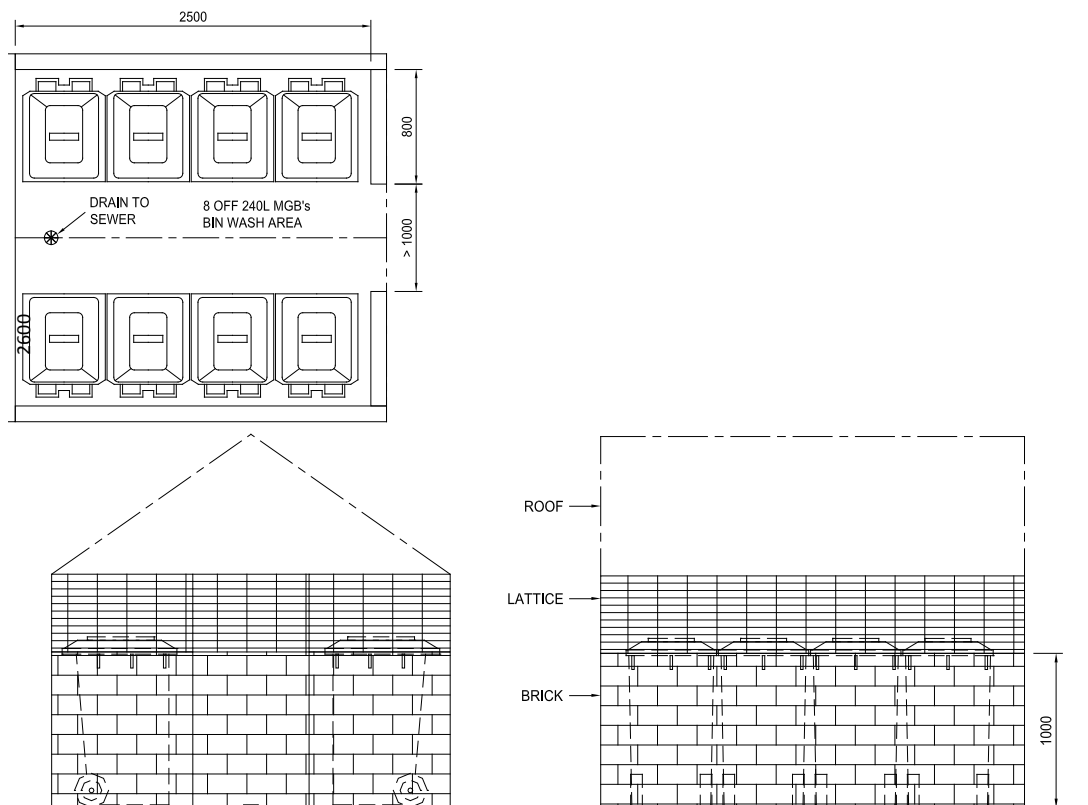 2500
800
DRAIN TO
SEWER
8 OFF 240L MGB's
BIN WASH AREA
> 1000
2600
ROOF
LATTICE
BRICK
1000